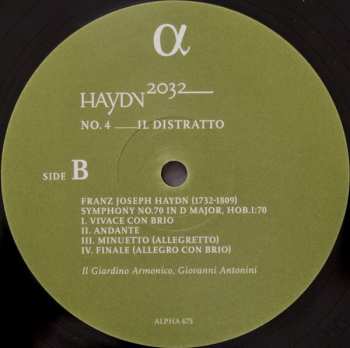 α
HAYDN2032
NO. 4 __IL DISTRATTO
SIDE B
FRANZ JOSEPH HAYDN (1732-1809)
SYMPHONY NO.70 IN D MAJOR, HOB.I:70
I. VIVACE CON BRIO
II. ANDANTE
III. MINUETTO (ALLEGRETTO)
IV. FINALE (ALLEGRO CON BRIO)
Il Giardino Armonico, Giovanni Antonini
ALPHA 675